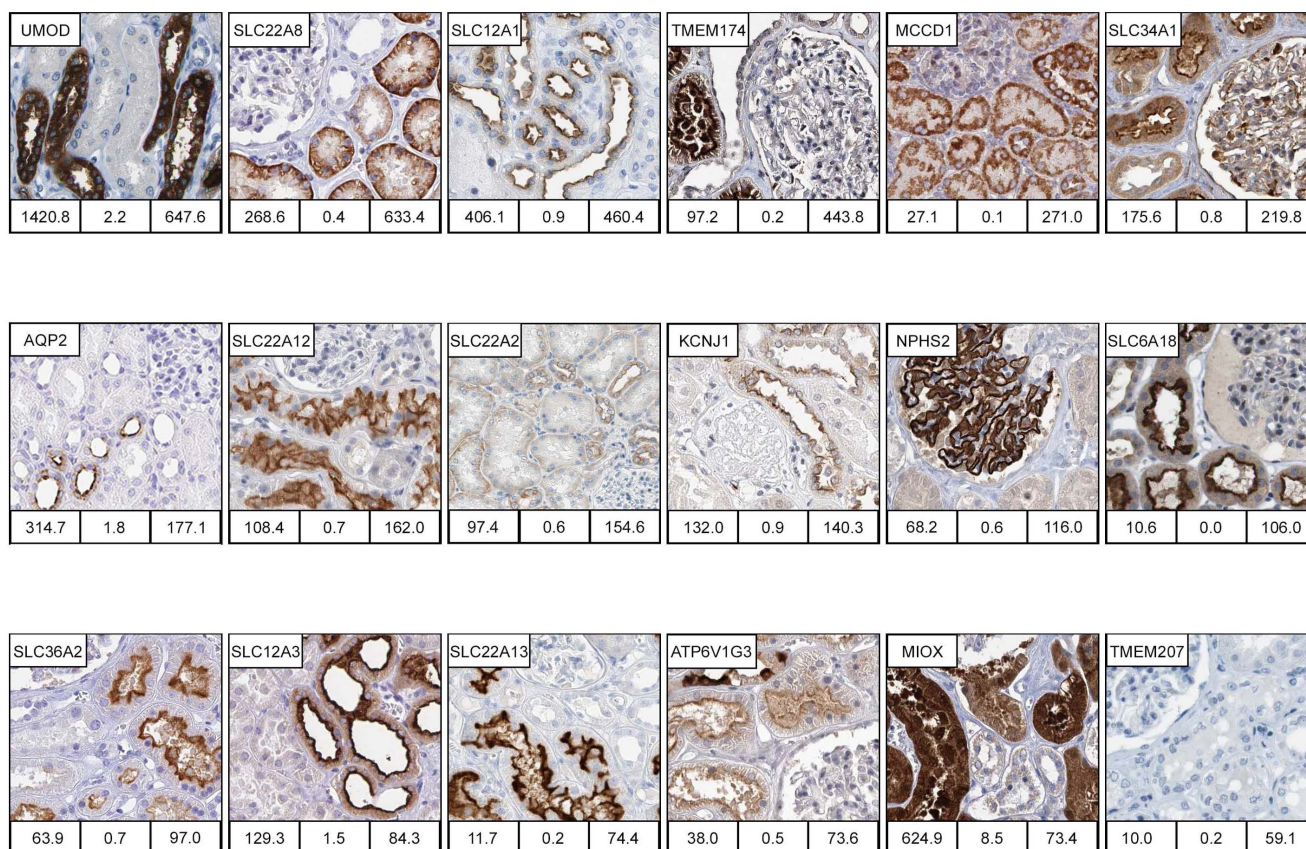 UMOD SLC22A8 SLC12A1 TMEM174 MCCD1 SLC34A1
1420.8 2.2 647.6 268.6 0.4 633.4 406.1 0.9 460.4 97.2 0.2 443.8 27.1 0.1 271.0 175.6 0.8 219.8
AQP2 SLC22A12 SLC22A2 KCNJ1 NPHS2 SLC6A18
314.7 1.8 177.1 108.4 0.7 162.0 97.4 0.6 154.6 132.0 0.9 140.3 68.2 0.6 116.0 10.6 0.0 106.0
SLC36A2 SLC12A3 SLC22A13 ATP6V1G3 MIOX TMEM207
63.9 0.7 97.0 129.3 1.5 84.3 11.7 0.2 74.4 38.0 0.5 73.6 624.9 8.5 73.4 10.0 0.2 59.1